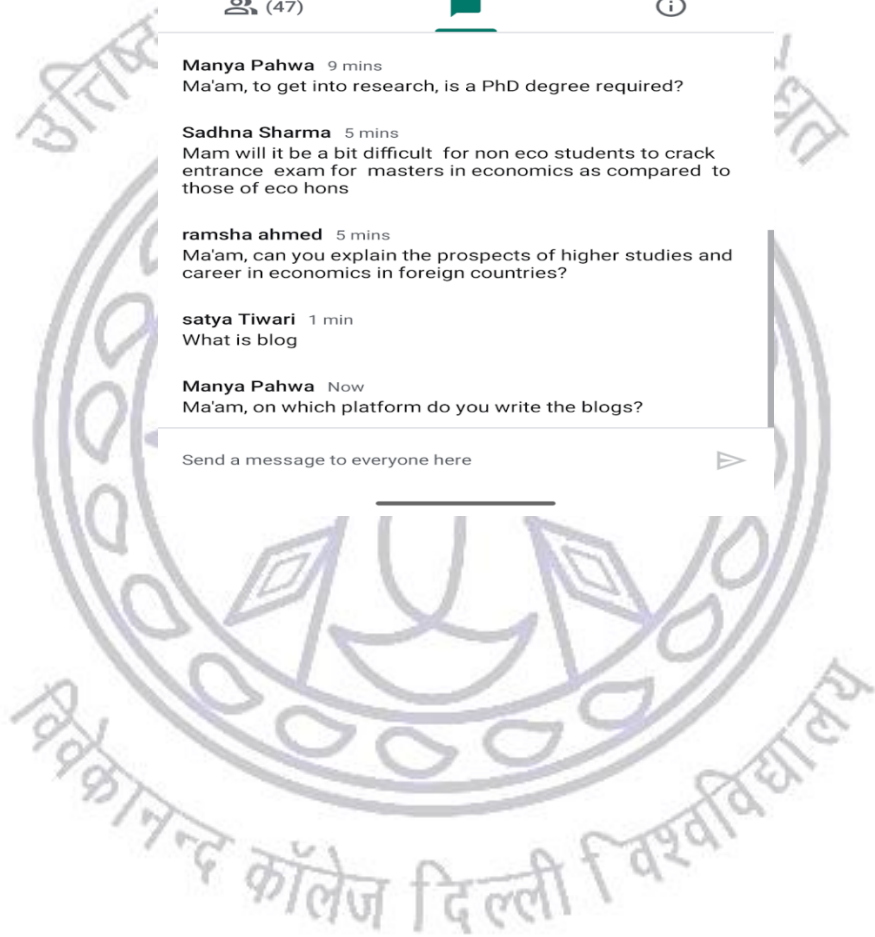 (47)
Manya Pahwa 9 mins
Ma'am, to get into research, is a PhD degree required?
Sadhna Sharma 5 mins
Mam will it be a bit difficult for non eco students to crack
entrance exam for masters in economics as compared to
those of eco hons
ramsha ahmed 5 mins
Ma'am, can you explain the prospects of higher studies and
career in economics in foreign countries?
satya Tiwari 1 min
What is blog
Manya Pahwa Now
Ma'am, on which platform do you write the blogs?
Send a message to everyone here
विवेकानन्द कॉलेज दिल्ली विश्वविद्यालय